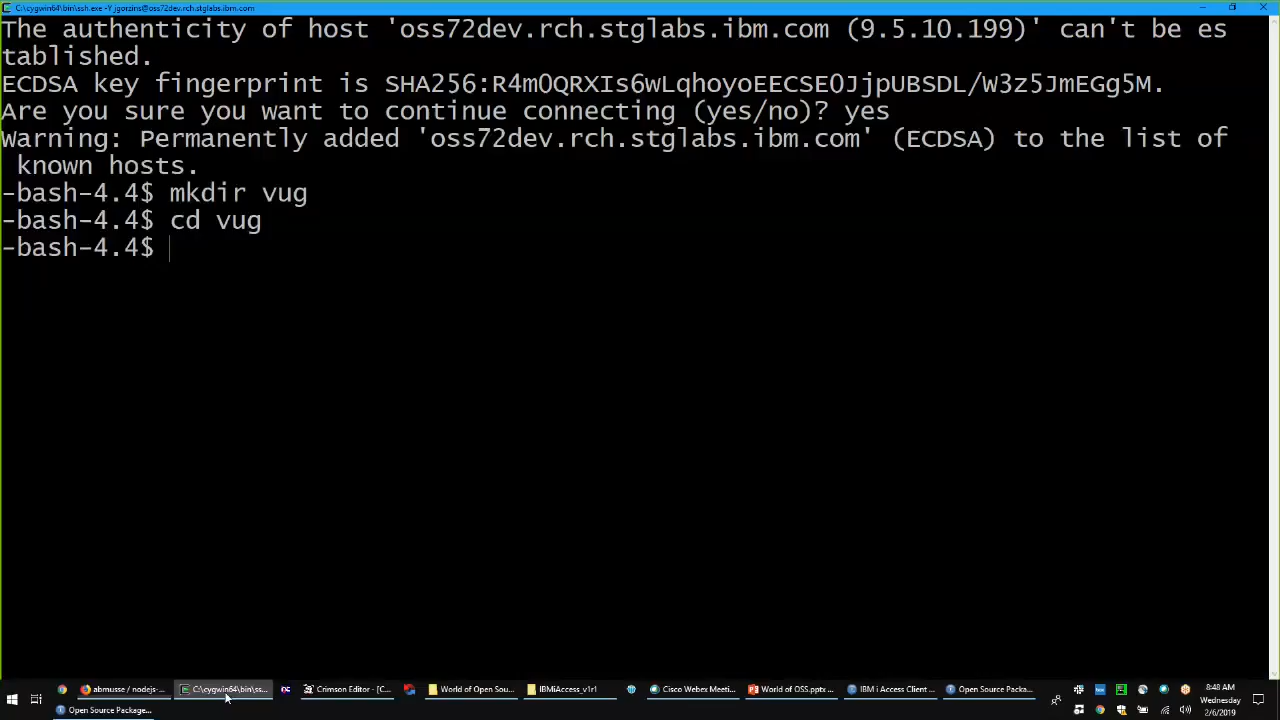 C:\cygwin64\bin\ssh.exe -Y jgorzins@oss72dev.rch.stglabs.ibm.com
The authenticity of host 'oss72dev.rch.stglabs.ibm.com (9.5.10.199)' can't be es
tablished.
ECDSA key fingerprint is SHA256:R4m0QRXIs6wLqhoyoEECSE0JjpUBSDL/W3z5JmEGg5M.
Are you sure you want to continue connecting (yes/no)? yes
Warning: Permanently added 'oss72dev.rch.stglabs.ibm.com' (ECDSA) to the list of
 known hosts.
-bash-4.4$ mkdir vug
-bash-4.4$ cd vug
-bash-4.4$
abmusse / nodejs-... C:\cygwin64\bin\ss... Crimson Editor - [C... World of Open Sou... IBMiAccess_v1r1 Cisco Webex Meeti... World of OSS.pptx ... IBM i Access Client ... Open Source Packa... 8:48 AM
Wednesday
Open Source Package... 2/6/2019